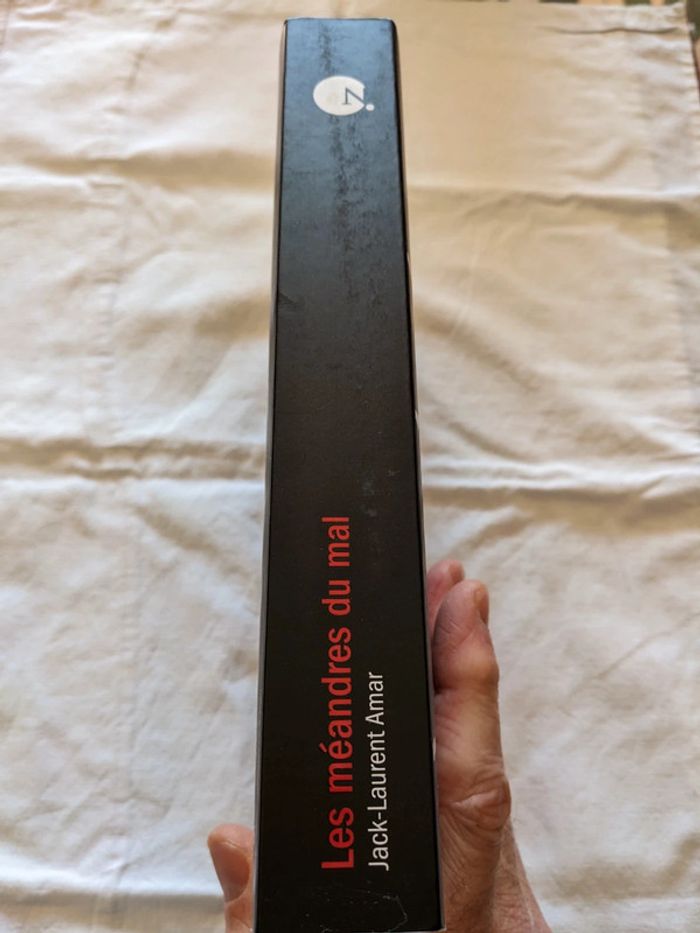 Les méandres du mal
Jack-Laurent Amar